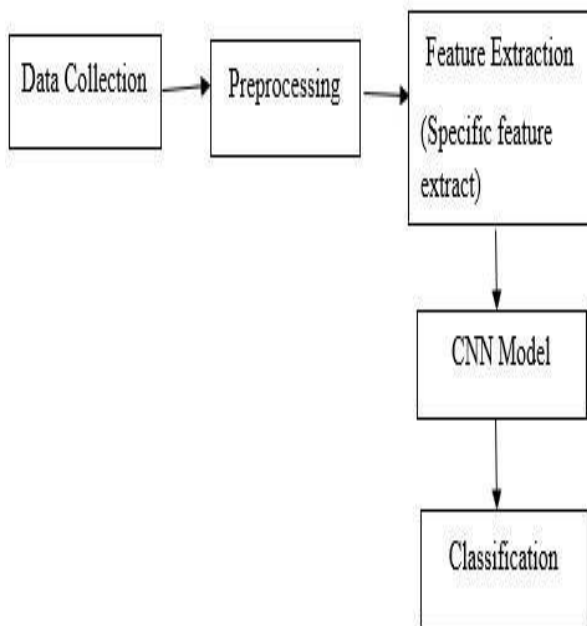 Data Collection
Preprocessing
Feature Extraction
(Specific feature
extract)
CNN Model
Classification